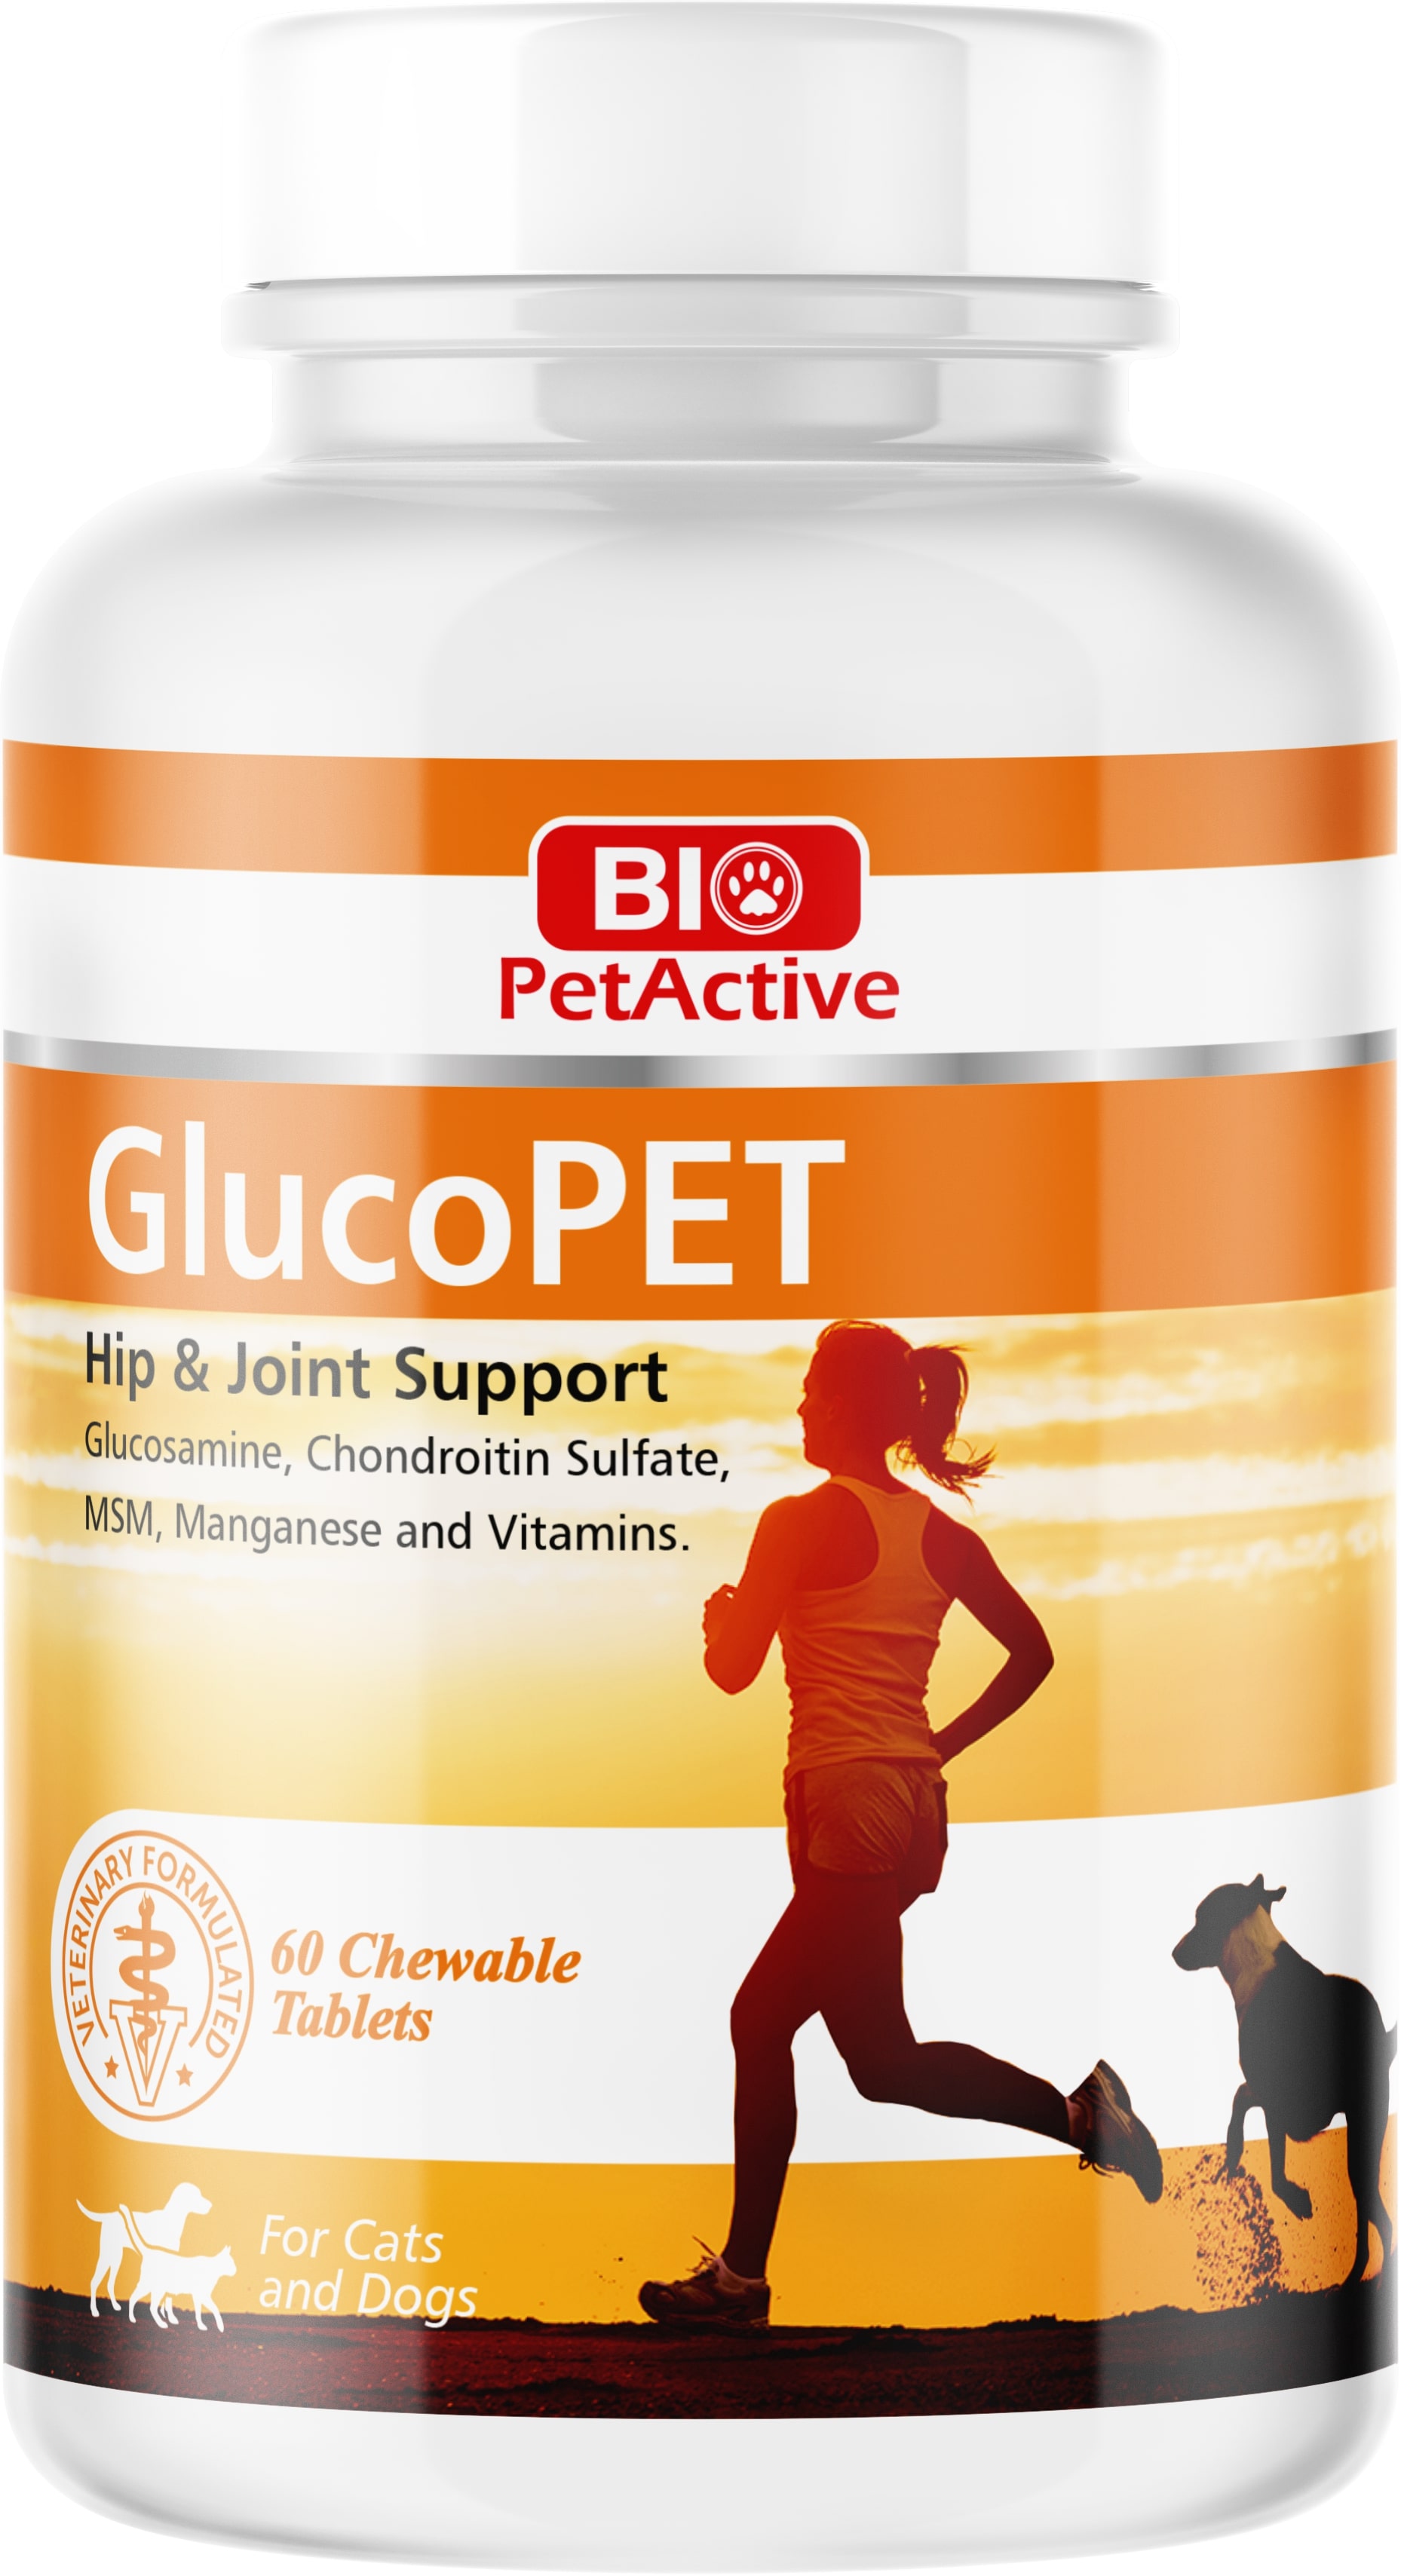 BIO
PetActive
GlucoPET
Hip & Joint Support
Glucosamine, Chondroitin Sulfate,
MSM, Manganese and Vitamins.
VETERINARY FORMULATED
V
60 Chewable
Tablets
For Cats
and Dogs